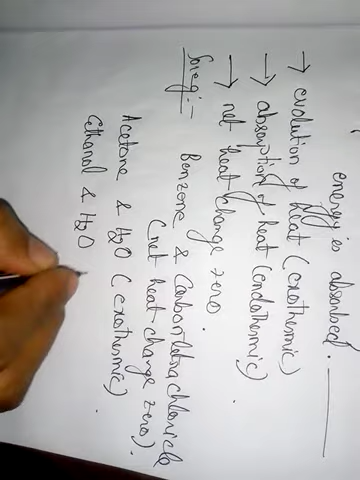 energy is absorbed.
→ evolution of heat (exothermic)
→ absorption of heat (endothermic).
→ net heat change zero.
for eg:-
Benzene & Carbontetrachloride
(net heat-change zero).
Acetone & H2O (exothermic).
Ethanol & H2O